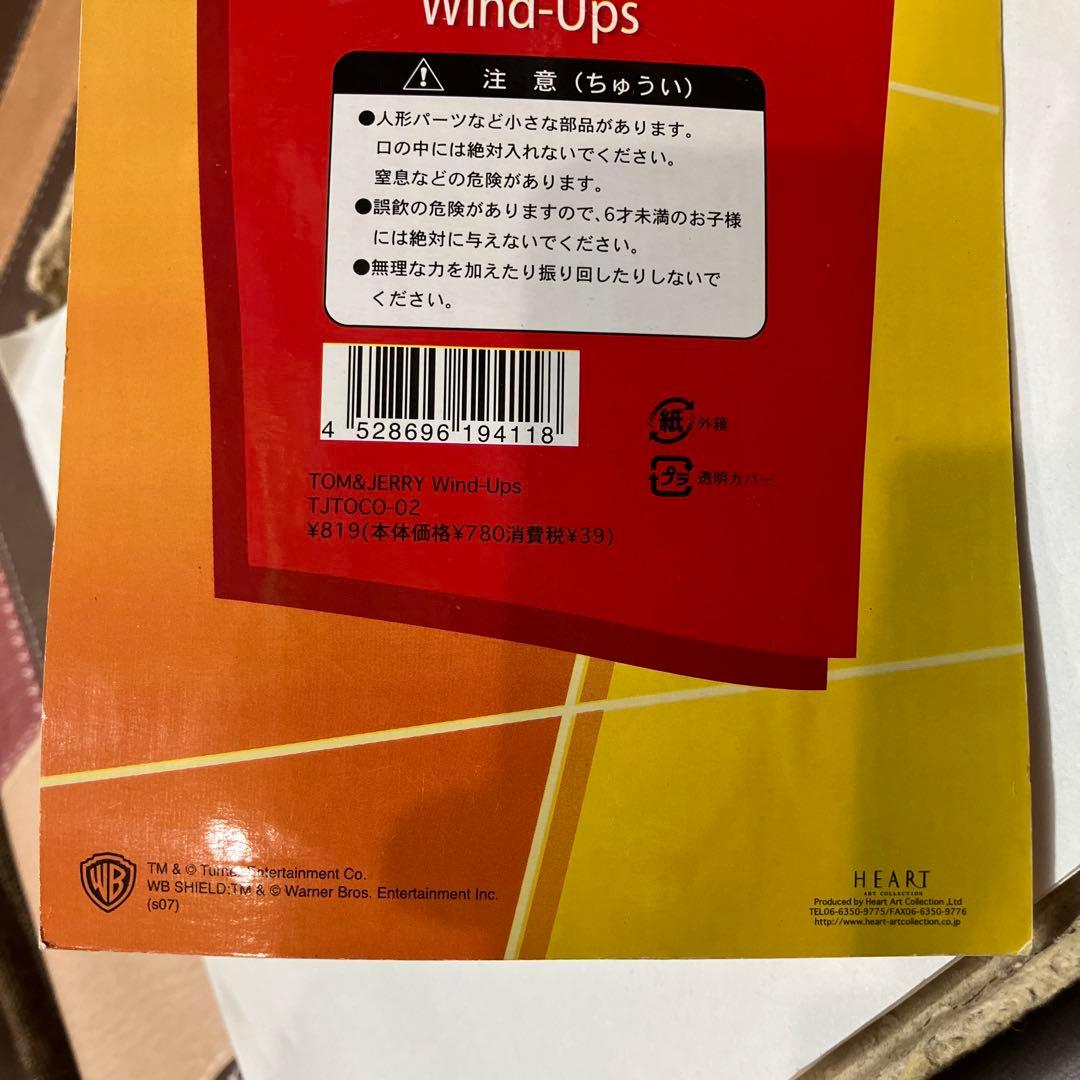 Wind-Ups
注 意 (ちゅうい)
●人形パーツなど小さな部品があります。
口の中には絶対入れないでください。
窒息などの危険があります。
●誤飲の危険がありますので、6才未満のお子様
には絶対に与えないでください。
●無理な力を加えたり振り回したりしないで
ください。
4 528696 194118
紙 外箱
プラ 透明カバー
TOM&JERRY Wind-Ups
TJTOCO-02
¥819(本体価格¥780消費税¥39)
WB
TM & © Turner Entertainment Co.
WB SHIELD:TM & © Warner Bros. Entertainment Inc.
(s07)
HEART
ART COLLECTION
Produced by Heart Art Collection ,Ltd
TEL06-6350-9775/FAX06-6350-9776
http://www.heart-artcollection.co.jp